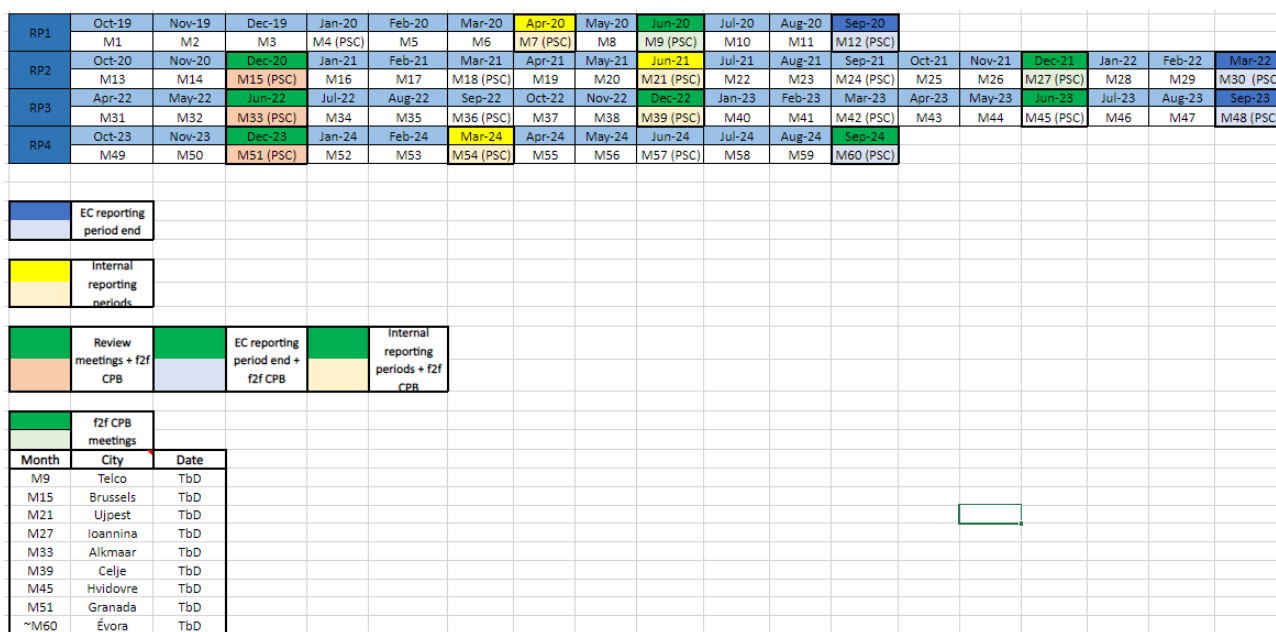 RP1 Oct-19 Nov-19 Dec-19 Jan-20 Feb-20 Mar-20 Apr-20 May-20 Jun-20 Jul-20 Aug-20 Sep-20
M1 M2 M3 M4 (PSC) M5 M6 M7 (PSC) M8 M9 (PSC) M10 M11 M12 (PSC)
RP2 Oct-20 Nov-20 Dec-20 Jan-21 Feb-21 Mar-21 Apr-21 May-21 Jun-21 Jul-21 Aug-21 Sep-21 Oct-21 Nov-21 Dec-21 Jan-22 Feb-22 Mar-22
M13 M14 M15 (PSC) M16 M17 M18 (PSC) M19 M20 M21 (PSC) M22 M23 M24 (PSC) M25 M26 M27 (PSC) M28 M29 M30 (PSC
RP3 Apr-22 May-22 Jun-22 Jul-22 Aug-22 Sep-22 Oct-22 Nov-22 Dec-22 Jan-23 Feb-23 Mar-23 Apr-23 May-23 Jun-23 Jul-23 Aug-23 Sep-23
M31 M32 M33 (PSC) M34 M35 M36 (PSC) M37 M38 M39 (PSC) M40 M41 M42 (PSC) M43 M44 M45 (PSC) M46 M47 M48 (PSC
RP4 Oct-23 Nov-23 Dec-23 Jan-24 Feb-24 Mar-24 Apr-24 May-24 Jun-24 Jul-24 Aug-24 Sep-24
M49 M50 M51 (PSC) M52 M53 M54 (PSC) M55 M56 M57 (PSC) M58 M59 M60 (PSC)
EC reporting
period end
Internal
reporting
periods
Review
meetings + f2f
CPB
EC reporting
period end +
f2f CPB
Internal
reporting
periods + f2f
CPB
f2f CPB
meetings
Month City Date
M9 Telco TbD
M15 Brussels TbD
M21 Ujpest TbD
M27 Ioannina TbD
M33 Alkmaar TbD
M39 Celje TbD
M45 Hvidovre TbD
M51 Granada TbD
~M60 Évora TbD